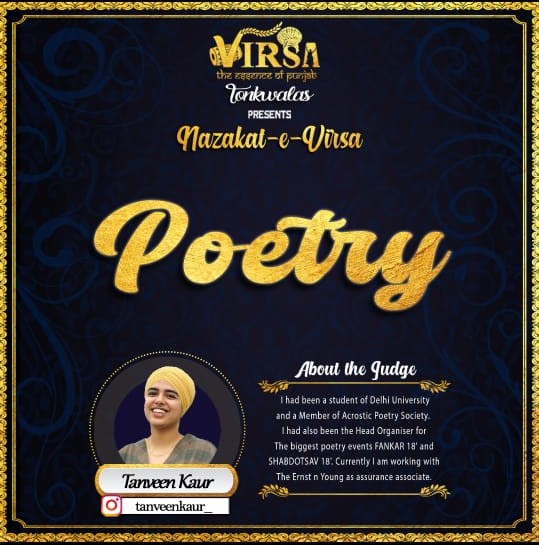 VIRSA
the essence of punjab
Tonkwalas
PRESENTS
Nazakat-e-Virsa
Poetry
About the Judge
I had been a student of Delhi University
and a Member of Acrostic Poetry Society.
I had also been the Head Organiser for
The biggest poetry events FANKAR 18' and
SHABDOTSAV 18'. Currently I am working with
The Ernst n Young as assurance associate.
Tanveen Kaur
tanveenkaur_